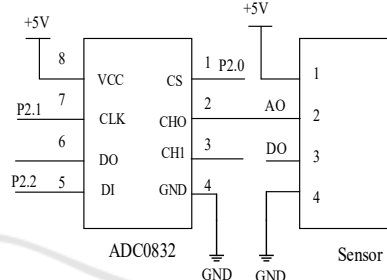 +5V
+5V
8
VCC
CS
1
P2.0
1
P2.1
7
CLK
CHO
2
AO
2
6
DO
CH1
3
DO
3
P2.2
5
DI
GND
4
4
ADC0832
GND
GND
Sensor